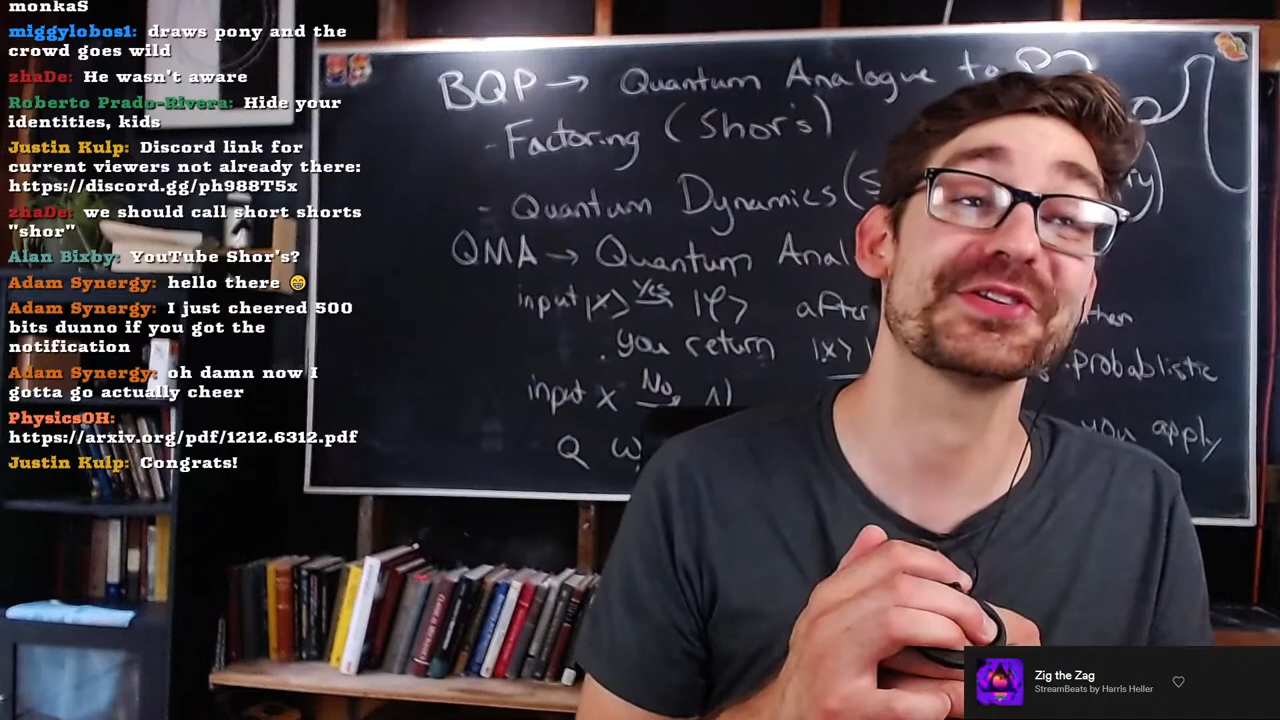 monkaS
miggylobos1: draws pony and the
crowd goes wild
zhaDe: He wasn't aware
Roberto Prado-Rivera: Hide your
identities, kids
Justin Kulp: Discord link for
current viewers not already there:
https://discord.gg/ph988T5x
zhaDe: we should call short shorts
"shor"
Alan Bixby: YouTube Shor's?
Adam Synergy: hello there
Adam Synergy: I just cheered 500
bits dunno if you got the
notification
Adam Synergy: oh damn now I
gotta go actually cheer
PhysicsOH:
https://arxiv.org/pdf/1212.6312.pdf
Justin Kulp: Congrats!
BQP → Quantum Analogue to
- Factoring (Shor's)
- Quantum Dynamics (
QMA → Quantum Anal
input |x> Yes → |φ> after
. you return |x>
probablistic
input x No →
Q
you apply
Zig the Zag
StreamBeats by Harris Heller